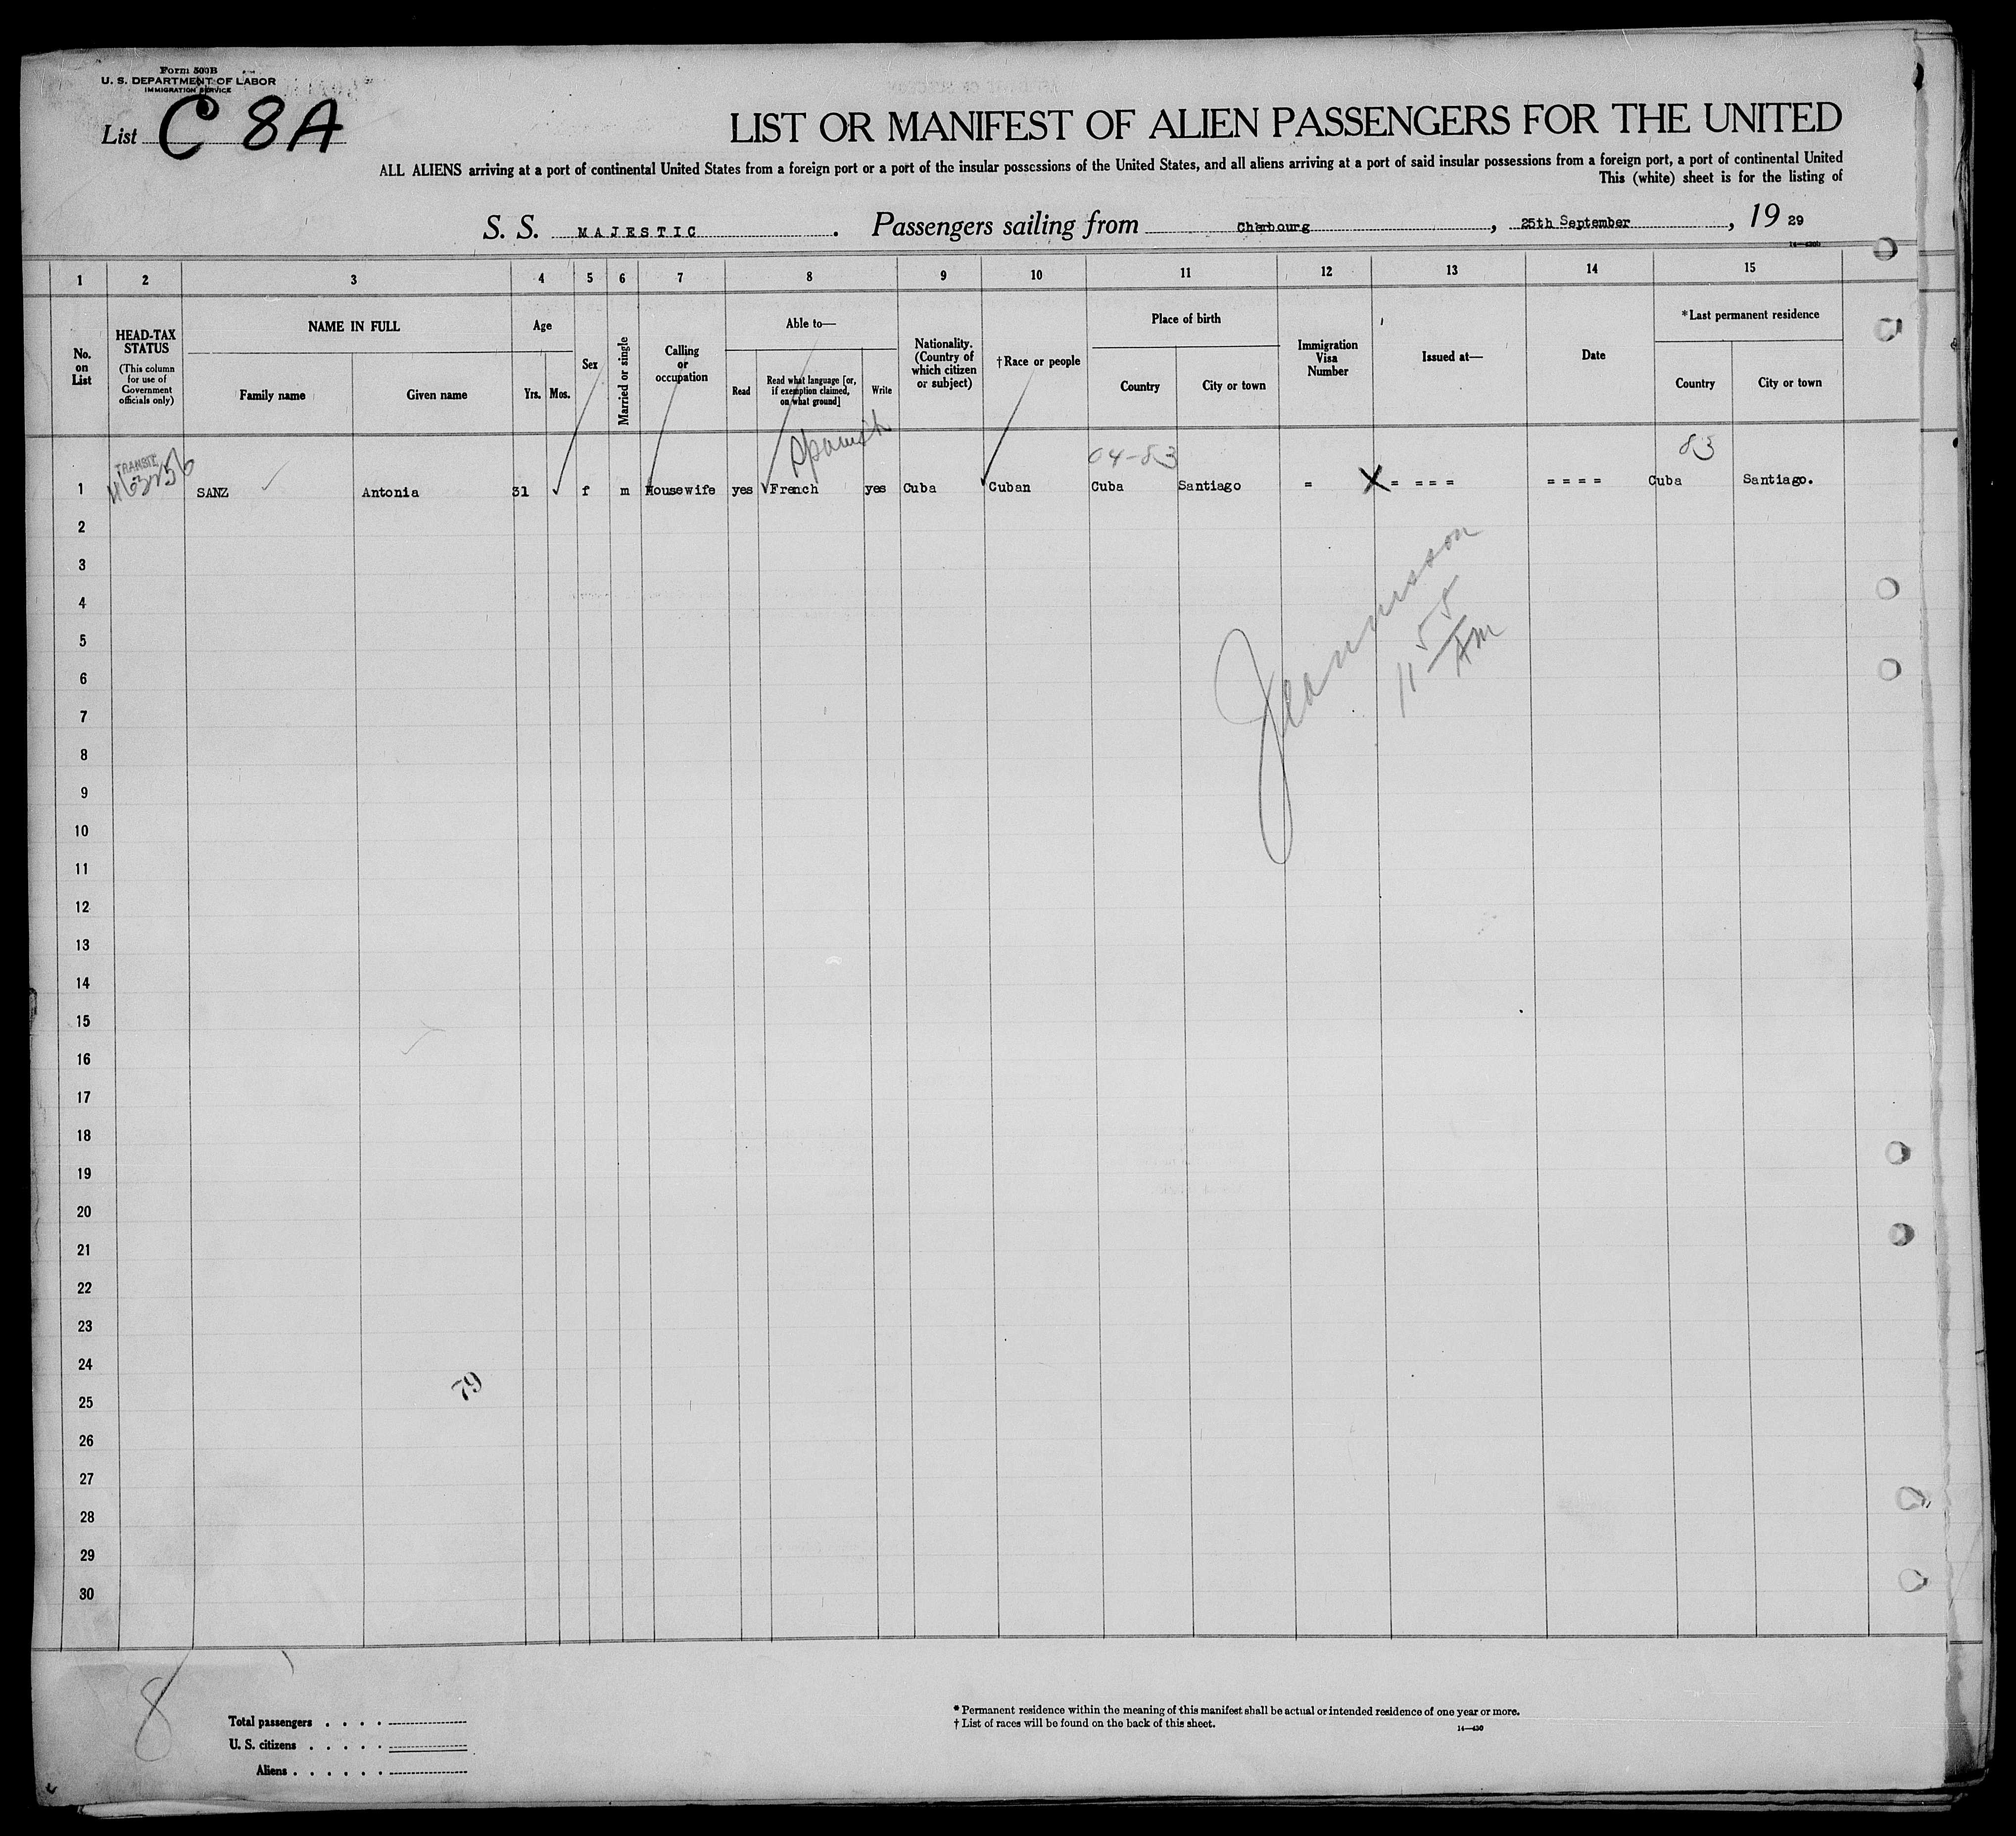 Form 500B
U. S. DEPARTMENT OF LABOR
IMMIGRATION SERVICE
List C 8A
LIST OR MANIFEST OF ALIEN PASSENGERS FOR THE UNITED
ALL ALIENS arriving at a port of continental United States from a foreign port or a port of the insular possessions of the United States, and all aliens arriving at a port of said insular possessions from a foreign port, a port of continental United
This (white) sheet is for the listing of
S. S. MAJESTIC. Passengers sailing from Cherbourg, 25th September, 19 29
1 2 3 4 5 6 7 8 9 10 11 12 13 14 15
No. on List
HEAD-TAX STATUS
(This column for use of Government officials only)
NAME IN FULL
Family name
Given name
Age
Yrs. Mos.
Sex
Married or single
Calling or occupation
Able to—
Read
Read what language [or, if exemption claimed, on what ground]
Write
Nationality. (Country of which citizen or subject)
†Race or people
Place of birth
Country
City or town
Immigration Visa Number
Issued at—
Date
*Last permanent residence
Country
City or town
TRANSIT
Spanish
04-83
83
1 SANZ Antonia 31 f m Housewife yes French yes Cuba Cuban Cuba Santiago = = = = = = = = = Cuba Santiago.
2
3
4
5
11 55 AM
6
7
8
9
10
11
12
13
14
15
16
17
18
19
20
21
22
23
24
79
25
26
27
28
29
30
8
Total passengers . . . .
U. S. citizens . . . . .
Aliens . . . . . .
* Permanent residence within the meaning of this manifest shall be actual or intended residence of one year or more.
† List of races will be found on the back of this sheet.
14—430